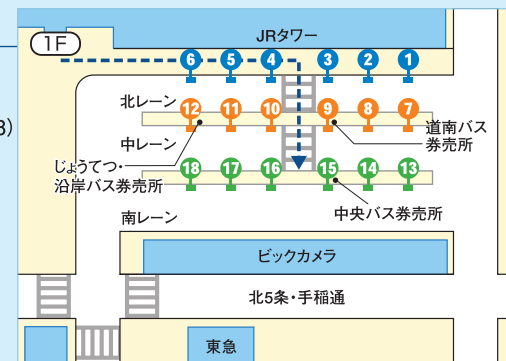 JRタワー
1F
6 5 4 3 2 1
3)
北レーン
12 11 10 9 8 7
道南バス
券売所
中レーン
じょうてつ・
沿岸バス券売所
18 17 16 15 14 13
中央バス券売所
南レーン
ビックカメラ
北5条・手稲通
東急